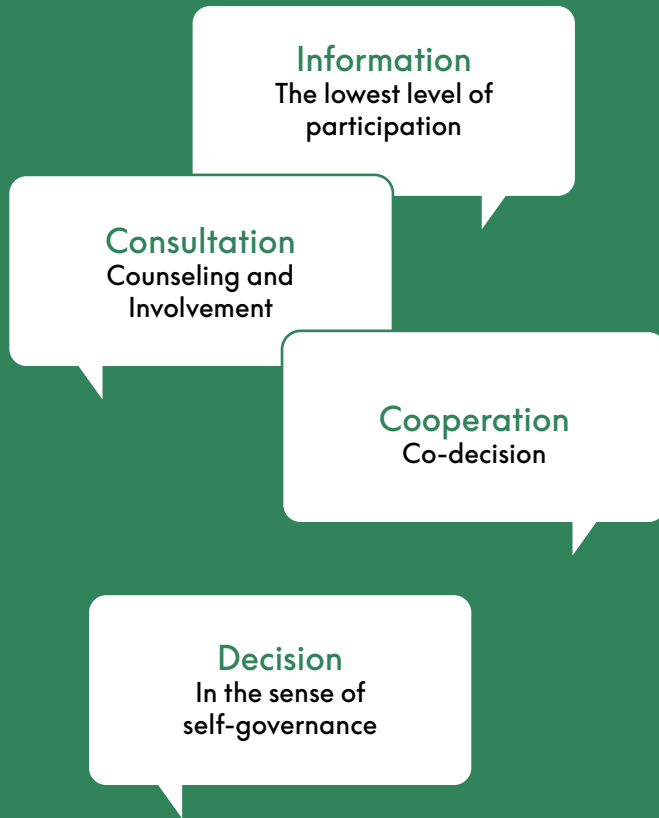 Information
The lowest level of
participation
Consultation
Counseling and
Involvement
Cooperation
Co-decision
Decision
In the sense of
self-governance